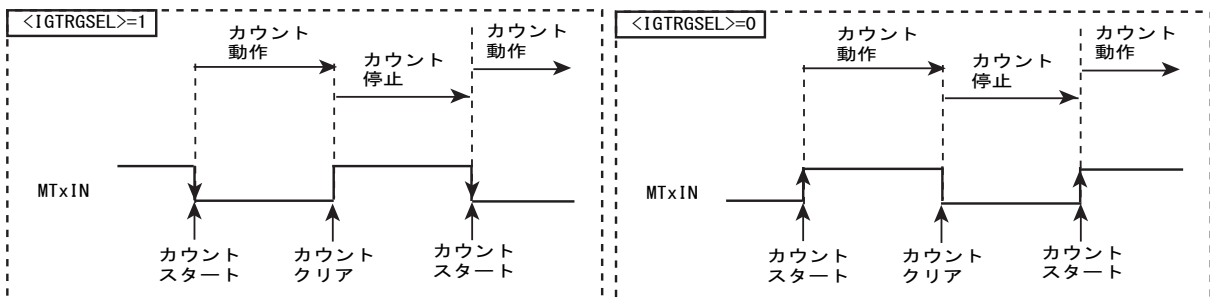 <IGTRGSEL>=1
カウント
動作
カウント
停止
カウント
動作
MTxIN
カウント
スタート
カウント
クリア
カウント
スタート
<IGTRGSEL>=0
カウント
動作
カウント
停止
カウント
動作
MTxIN
カウント
スタート
カウント
クリア
カウント
スタート